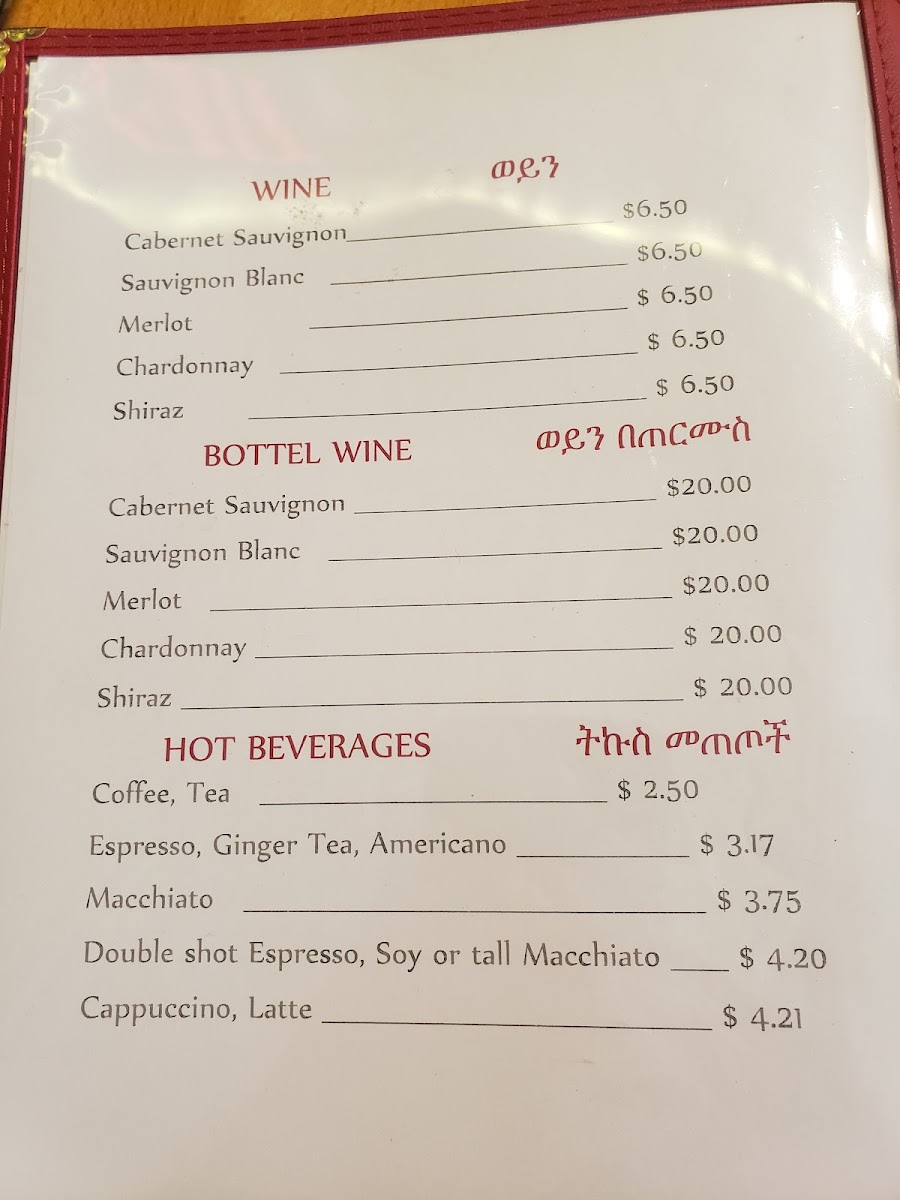 WINE ወይን
Cabernet Sauvignon $6.50
Sauvignon Blanc $6.50
Merlot $ 6.50
Chardonnay $ 6.50
Shiraz $ 6.50
BOTTEL WINE ወይን በጠርሙስ
Cabernet Sauvignon $20.00
Sauvignon Blanc $20.00
Merlot $20.00
Chardonnay $ 20.00
Shiraz $ 20.00
HOT BEVERAGES ትኩስ መጠጦች
Coffee, Tea $ 2.50
Espresso, Ginger Tea, Americano $ 3.17
Macchiato $ 3.75
Double shot Espresso, Soy or tall Macchiato $ 4.20
Cappuccino, Latte $ 4.21